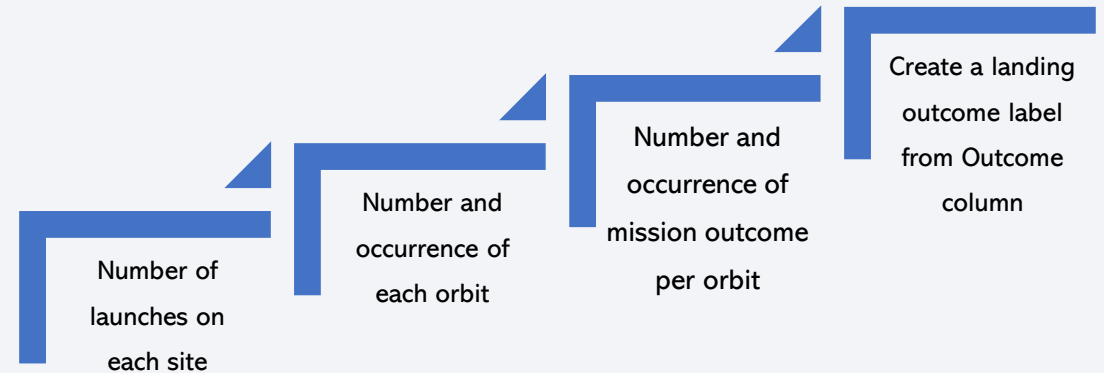 Number of
launches on
each site
Number and
occurrence of
each orbit
Number and
occurrence of
mission outcome
per orbit
Create a landing
outcome label
from Outcome
column